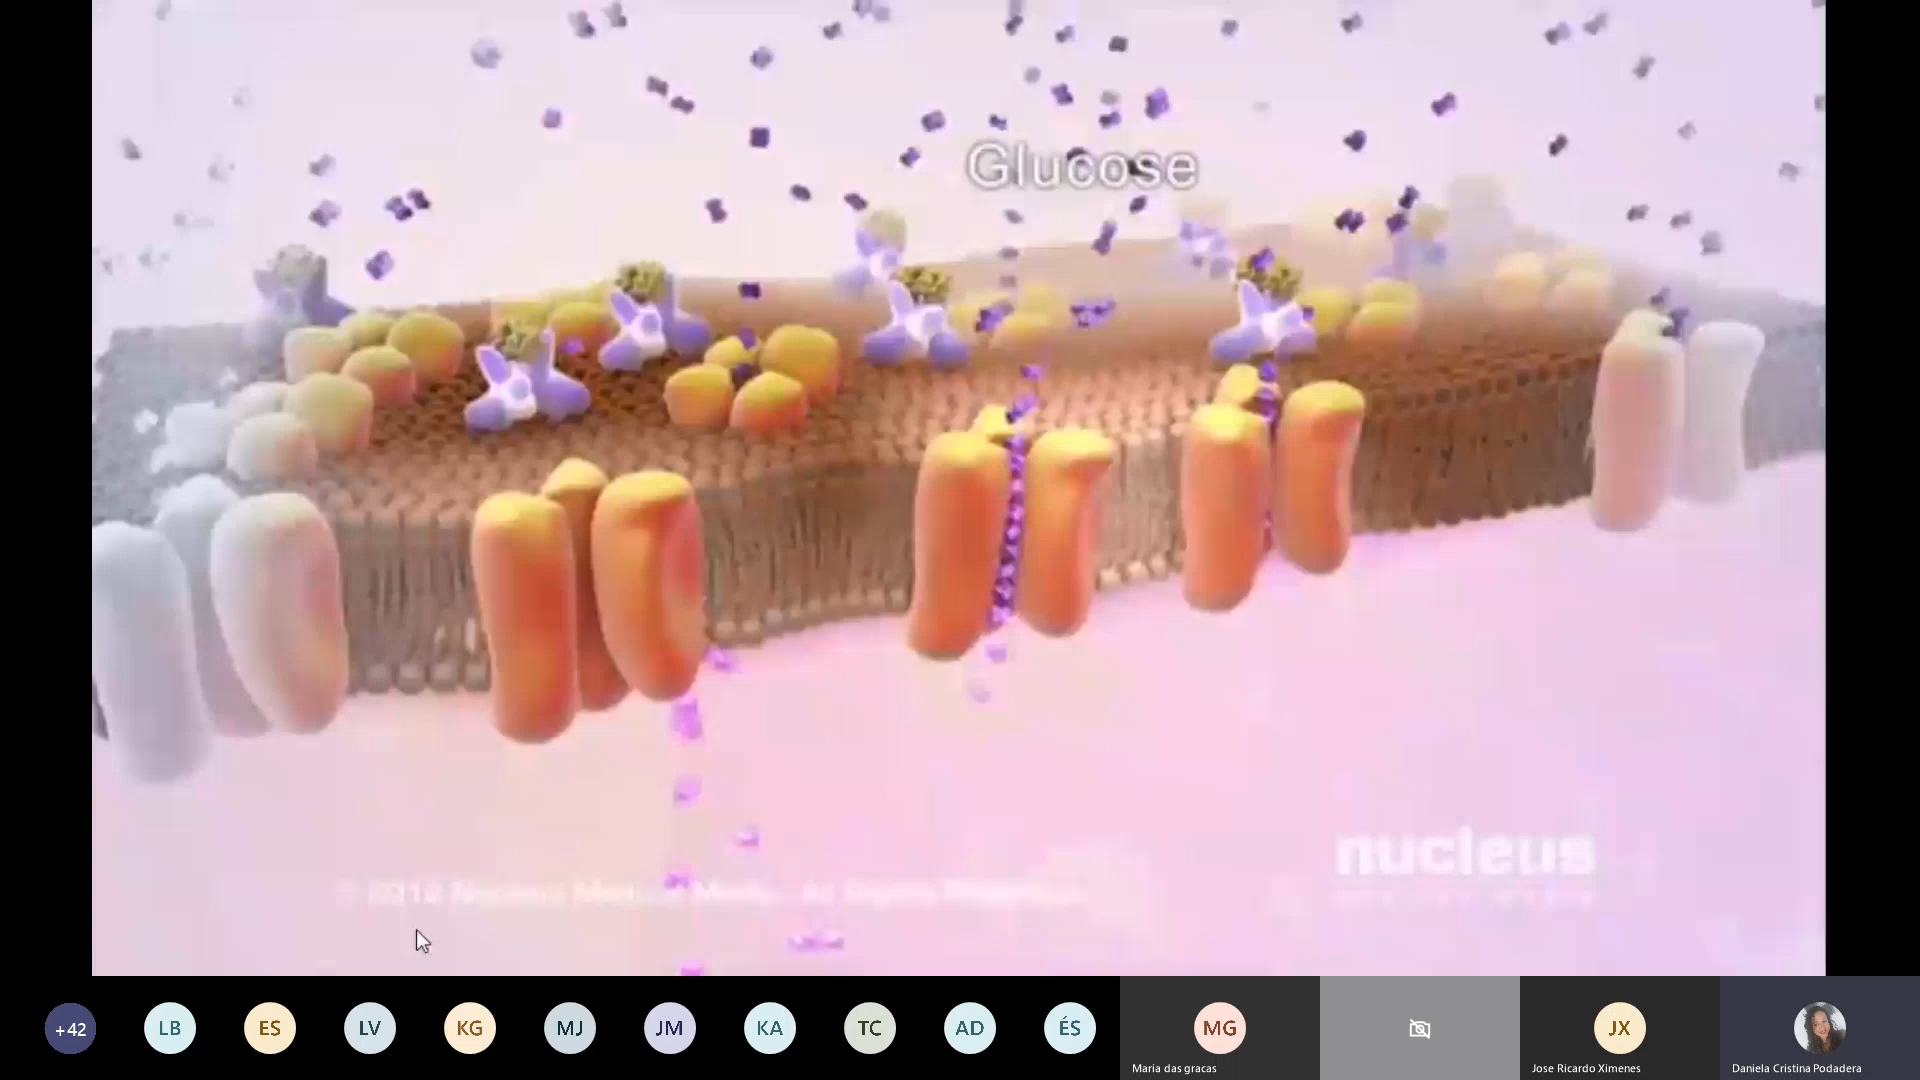 Glucose
nucleus
+42
LB
ES
LV
KG
MJ
JM
KA
TC
AD
ÉS
MG
JX
Maria das gracas
Jose Ricardo Ximenes
Daniela Cristina Podadera